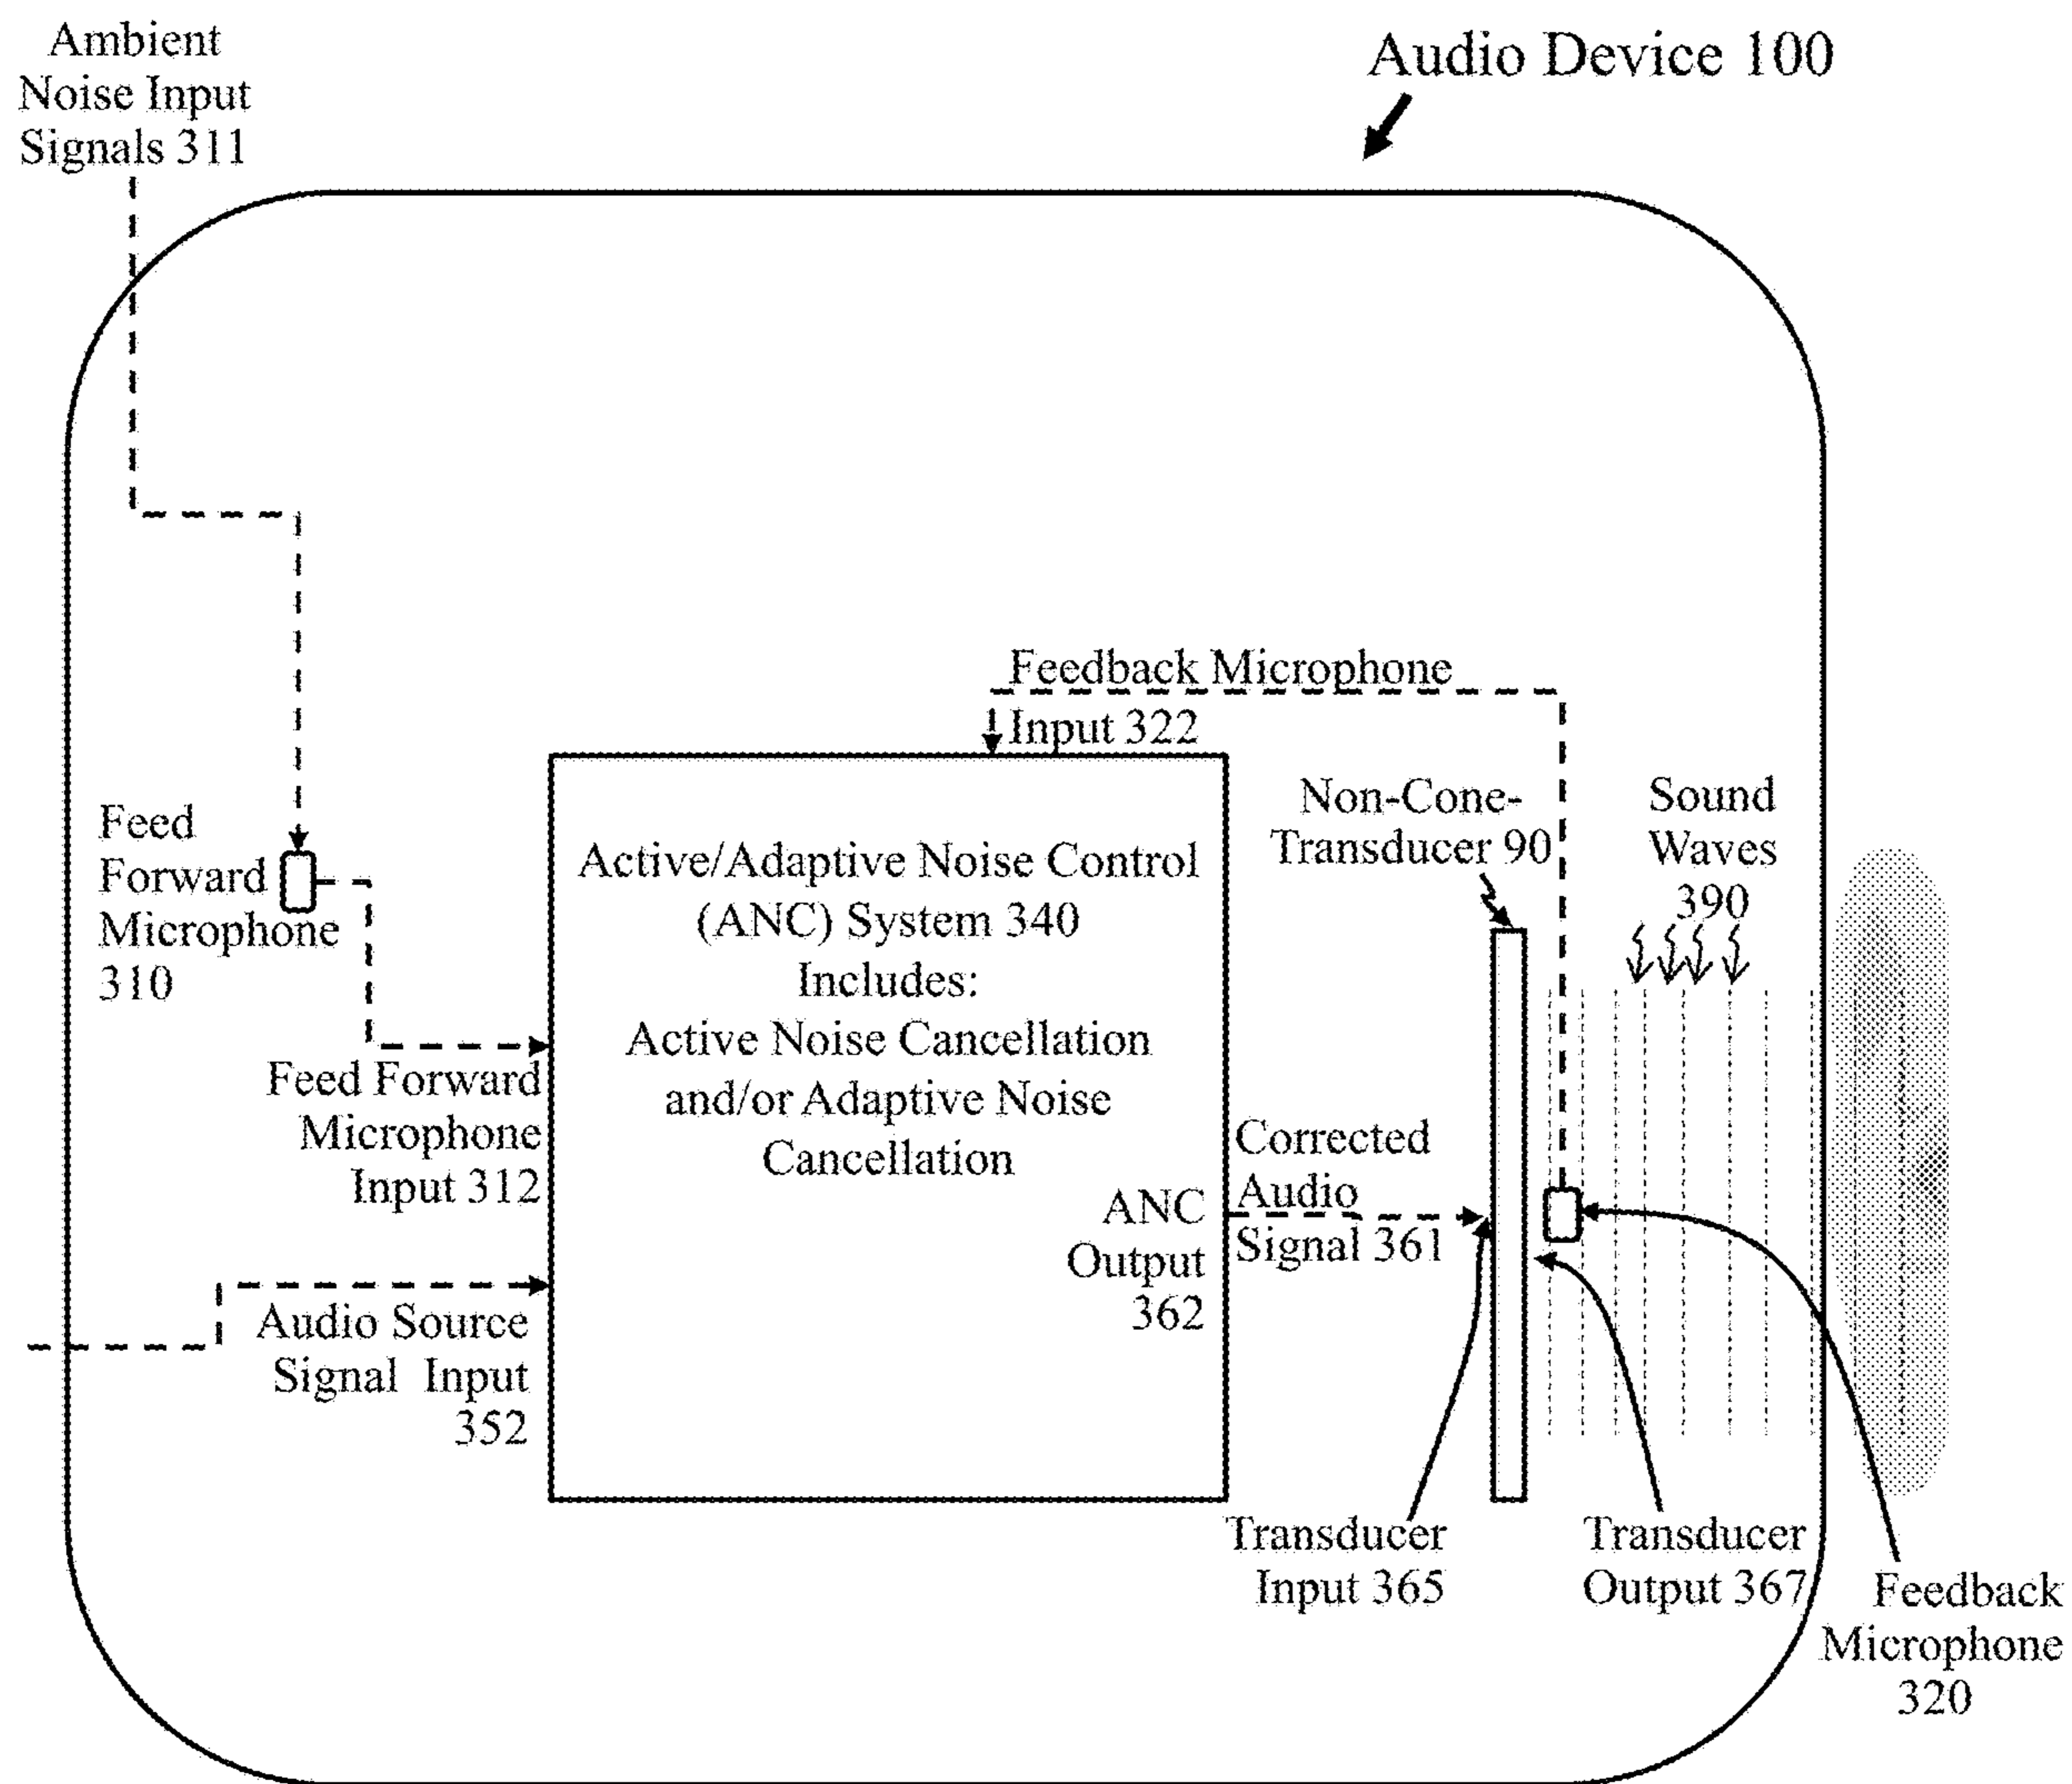 Ambient
Noise Input
Signals 311
Audio Device 100
Feedback Microphone
Input 322
Non-Cone-
Transducer 90
Sound
Waves
390
Feed
Forward
Microphone
310
Active/Adaptive Noise Control
(ANC) System 340
Includes:
Active Noise Cancellation
and/or Adaptive Noise
Cancellation
Feed Forward
Microphone
Input 312
Corrected
Audio
Signal 361
ANC
Output
362
Audio Source
Signal Input
352
Transducer
Input 365
Transducer
Output 367
Feedback
Microphone
320